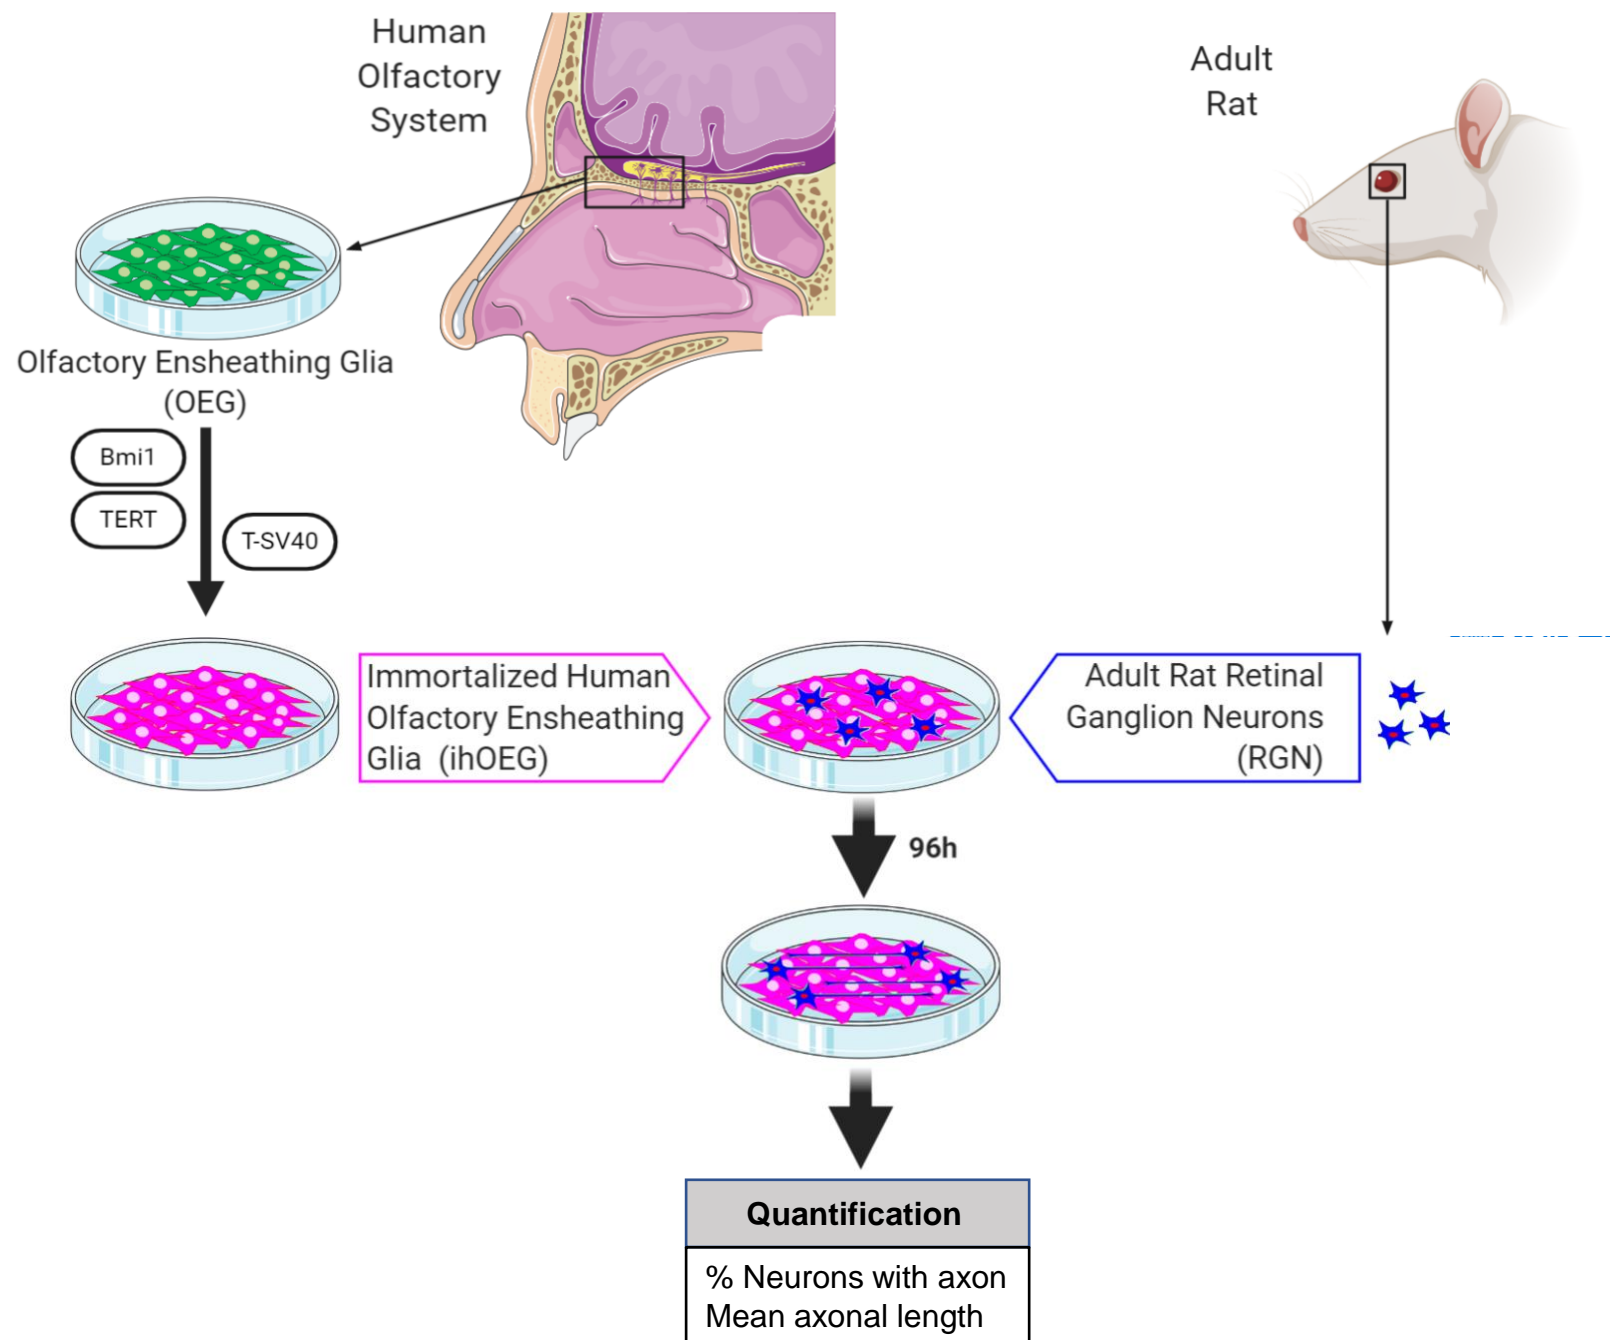 Human
Olfactory
System
Adult
Rat
Olfactory Ensheathing Glia
(OEG)
Bmi1
TERT
T-SV40
Immortalized Human
Olfactory Ensheathing
Glia (ihOEG)
Adult Rat Retinal
Ganglion Neurons
(RGN)
96h
Quantification
% Neurons with axon
Mean axonal length